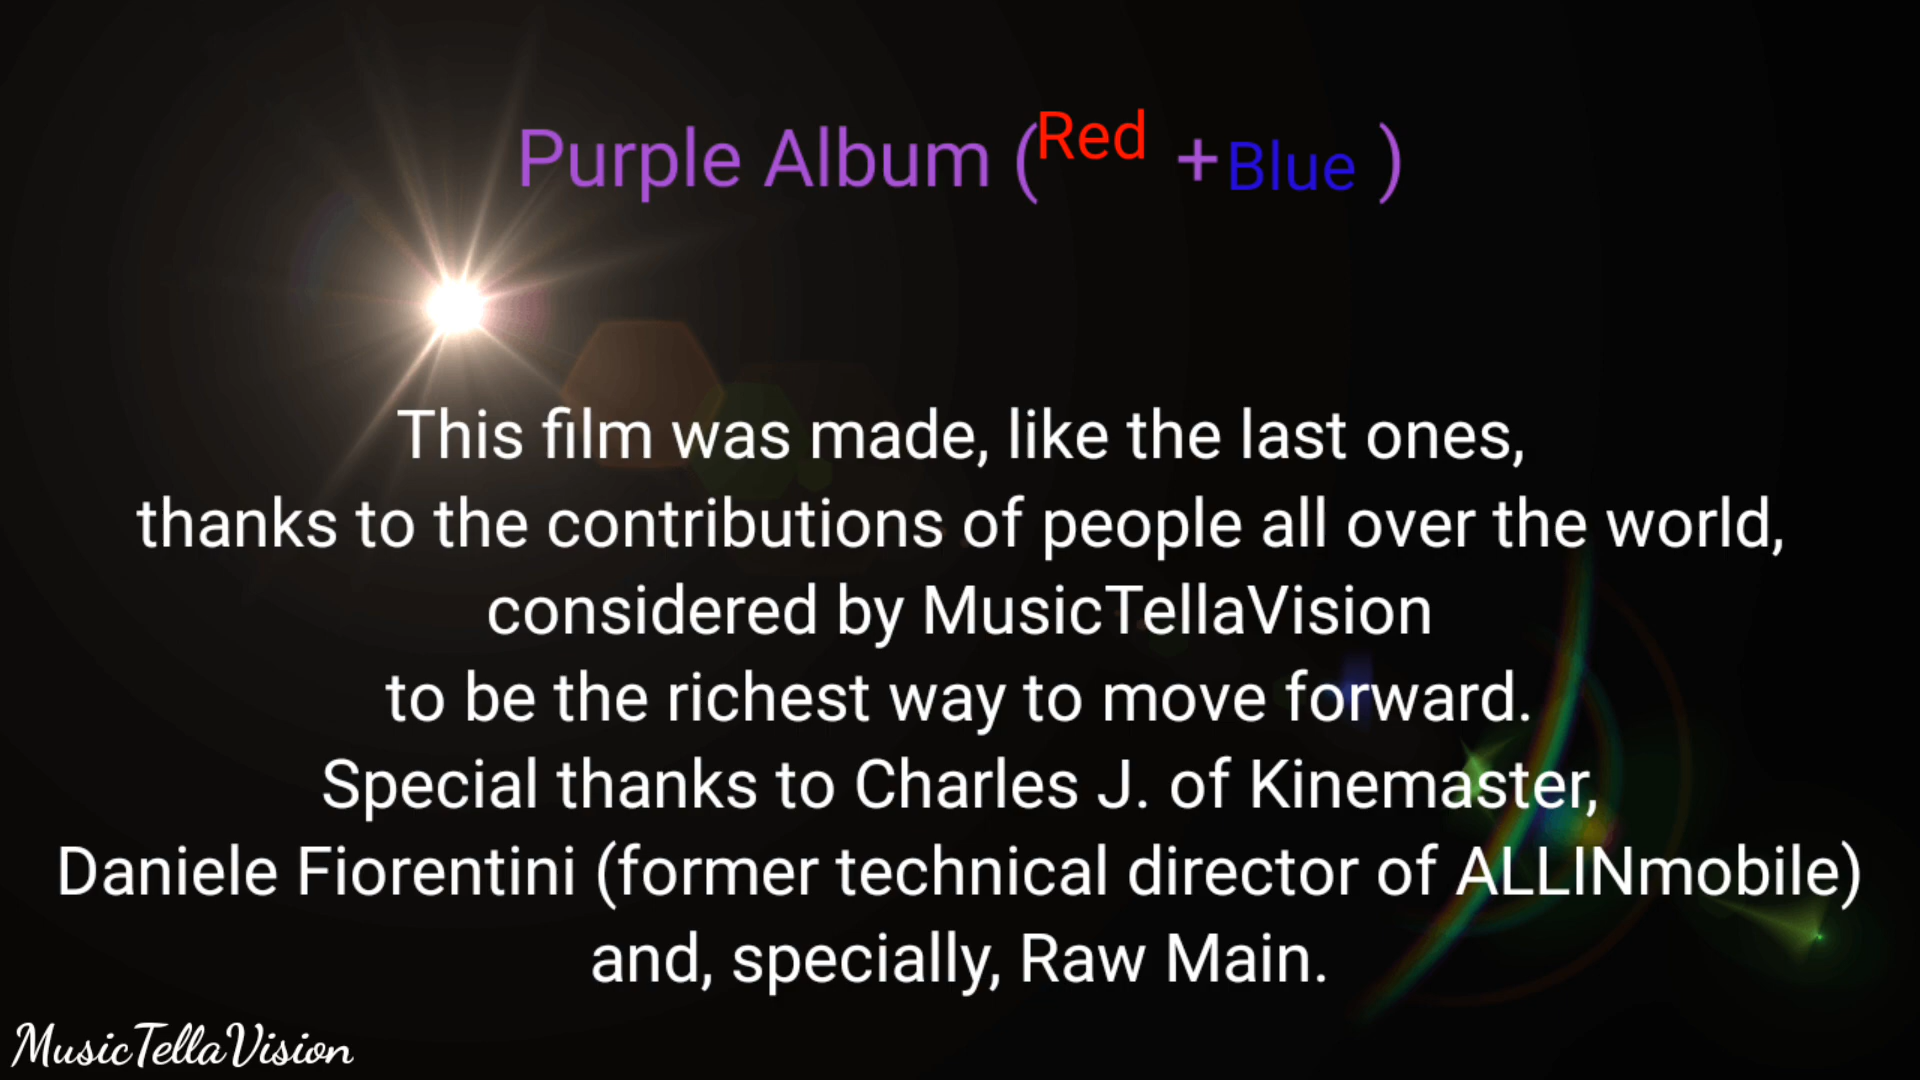 Purple Album (Red +Blue )
This film was made, like the last ones,
thanks to the contributions of people all over the world,
considered by MusicTellaVision
to be the richest way to move forward.
Special thanks to Charles J. of Kinemaster,
Daniele Fiorentini (former technical director of ALLINmobile)
and, specially, Raw Main.
MusicTellaVision